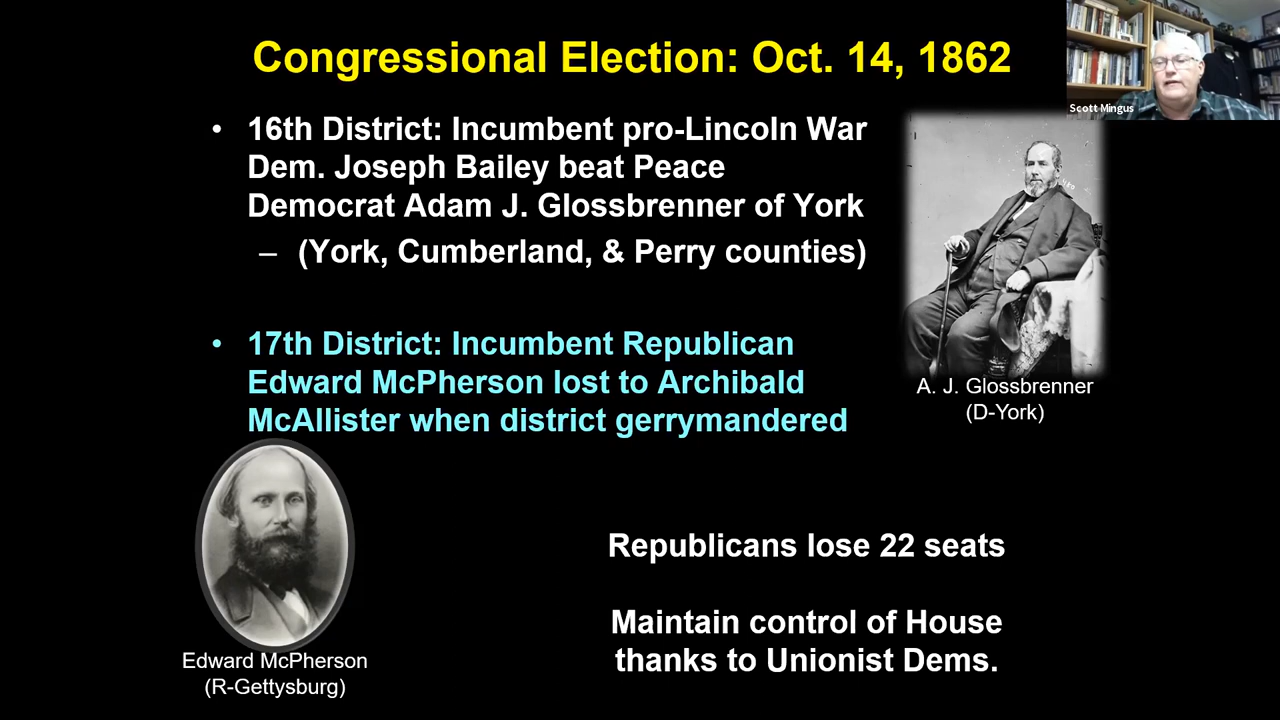 Congressional Election: Oct. 14, 1862
Scott Mingus
• 16th District: Incumbent pro-Lincoln War
Dem. Joseph Bailey beat Peace
Democrat Adam J. Glossbrenner of York
– (York, Cumberland, & Perry counties)
• 17th District: Incumbent Republican
Edward McPherson lost to Archibald
McAllister when district gerrymandered
A. J. Glossbrenner
(D-York)
Edward McPherson
(R-Gettysburg)
Republicans lose 22 seats
Maintain control of House
thanks to Unionist Dems.